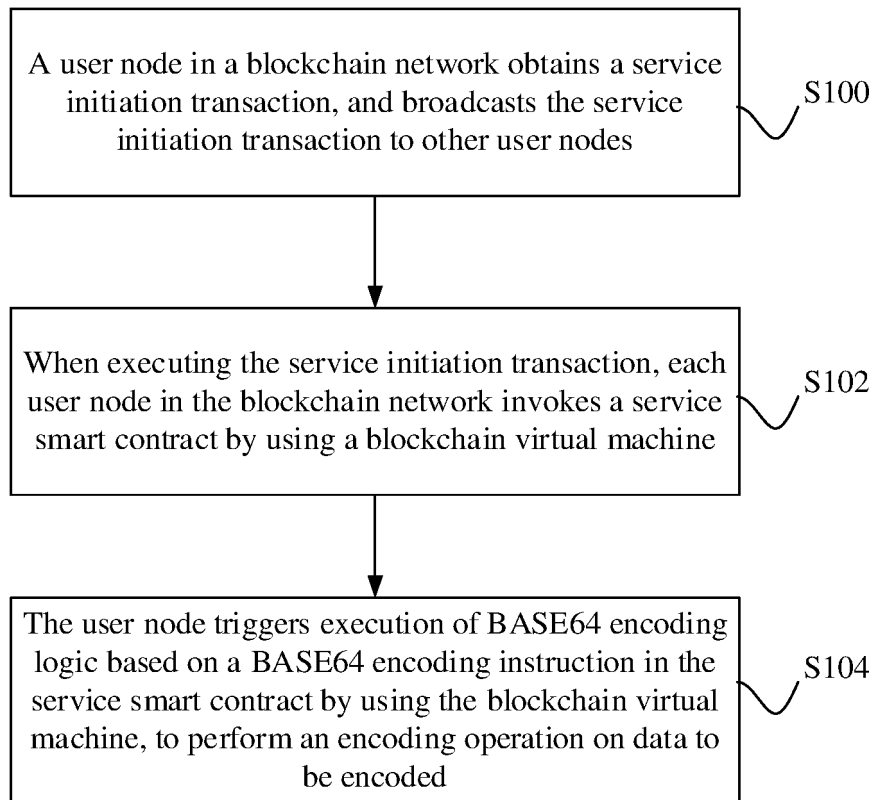 A user node in a blockchain network obtains a service
initiation transaction, and broadcasts the service
initiation transaction to other user nodes
S100
When executing the service initiation transaction, each
user node in the blockchain network invokes a service
smart contract by using a blockchain virtual machine
S102
The user node triggers execution of BASE64 encoding
logic based on a BASE64 encoding instruction in the
service smart contract by using the blockchain virtual
machine, to perform an encoding operation on data to
be encoded
S104